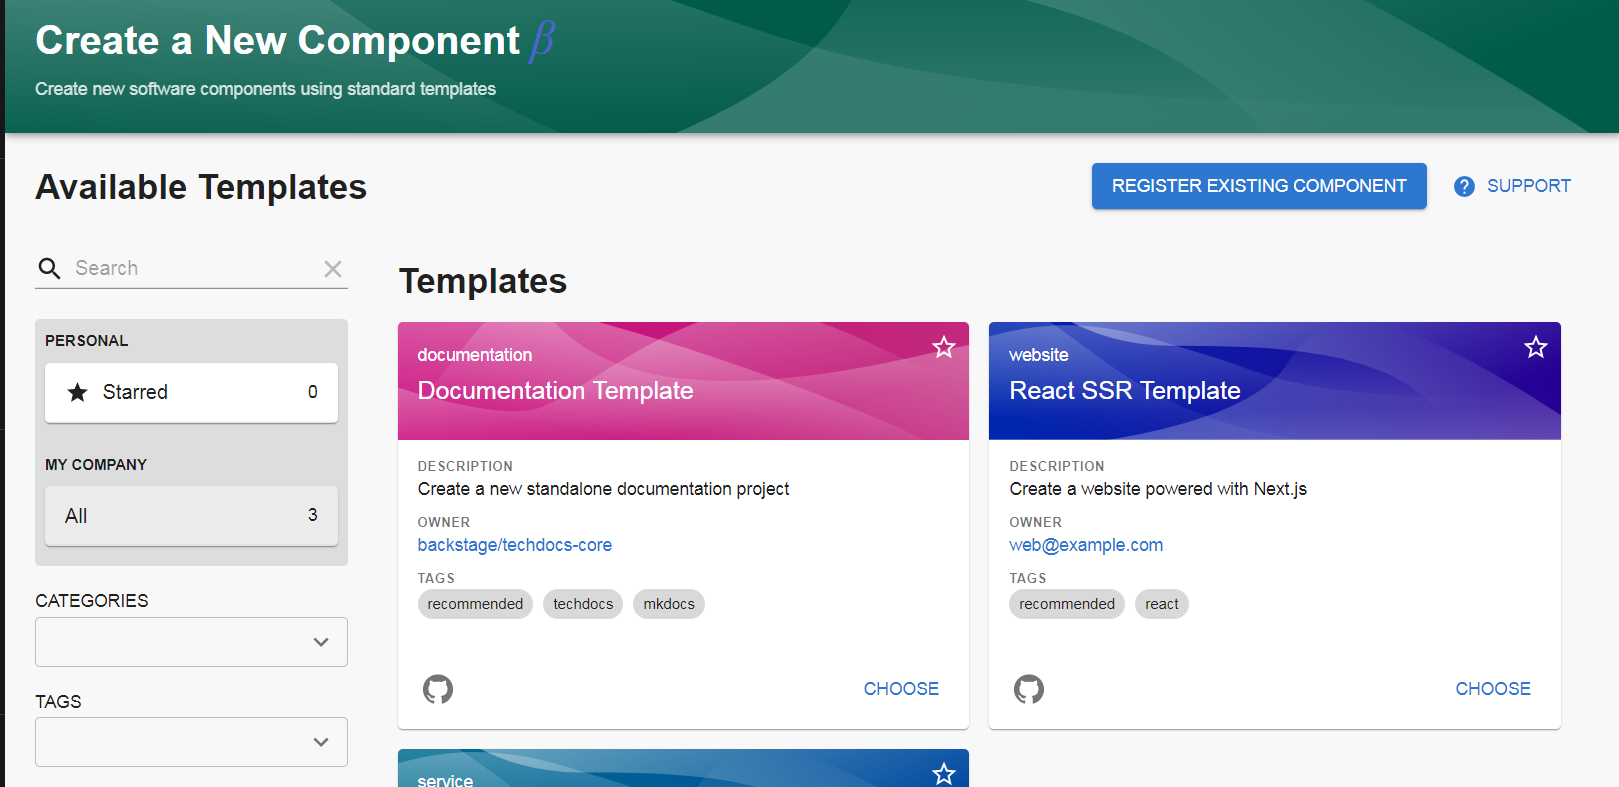 Create a New Component β
Create new software components using standard templates
Available Templates
REGISTER EXISTING COMPONENT
SUPPORT
Search
PERSONAL
Starred 0
MY COMPANY
All 3
CATEGORIES
TAGS
Templates
documentation
Documentation Template
DESCRIPTION
Create a new standalone documentation project
OWNER
backstage/techdocs-core
TAGS
recommended techdocs mkdocs
CHOOSE
website
React SSR Template
DESCRIPTION
Create a website powered with Next.js
OWNER
web@example.com
TAGS
recommended react
CHOOSE
service